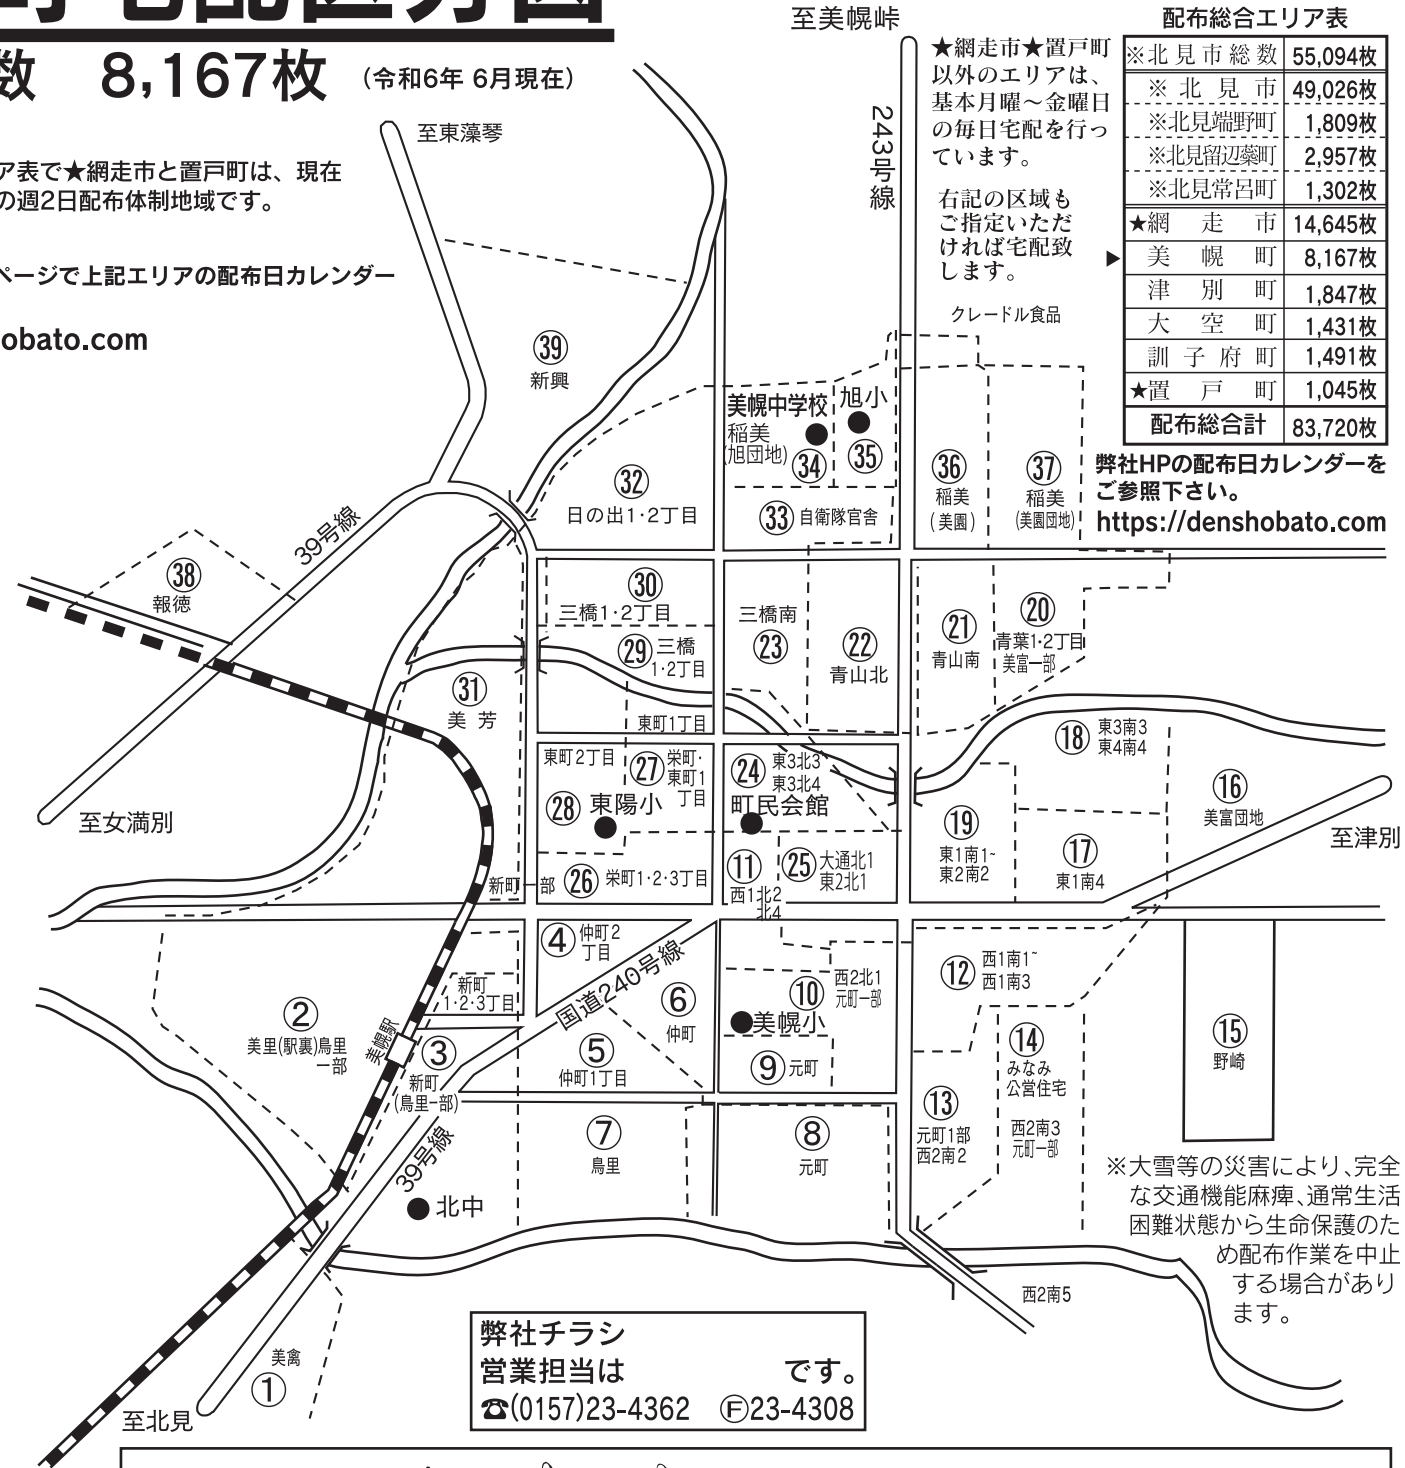 町宅配区分図
数 8,167枚 (令和6年 6月現在)
ア表で★網走市と置戸町は、現在
の週2日配布体制地域です。
ページで上記エリアの配布日カレンダー
obato.com
至美幌峠
243号線
至東藻琴
★網走市★置戸町
以外のエリアは、
基本月曜～金曜日
の毎日宅配を行っ
ています。
右記の区域も
ご指定いただ
ければ宅配致
します。
▶
クレードル食品
配布総合エリア表
※北見市総数 55,094枚
※北見市 49,026枚
※北見端野町 1,809枚
※北見留辺蘂町 2,957枚
※北見常呂町 1,302枚
★網走市 14,645枚
美幌町 8,167枚
津別町 1,847枚
大空町 1,431枚
訓子府町 1,491枚
★置戸町 1,045枚
配布総合計 83,720枚
弊社HPの配布日カレンダーを
ご参照下さい。
https://denshobato.com
㊴
新興
美幌中学校
稲美
(旭団地)
㉞
旭小
㉟
㊱
稲美
(美園)
㊲
稲美
(美園団地)
㉜
日の出1・2丁目
㉝ 自衛隊官舎
39号線
㊳
報徳
㉚
三橋1・2丁目
㉙ 三橋
1・2丁目
三橋南
㉓
㉒
青山北
㉑
青山南
⑳
青葉1・2丁目
美富一部
㉛
美芳
東町1丁目
⑱ 東3南3
東4南4
東町2丁目
㉗ 栄町・
東町1
丁目
㉔ 東3北3
東3北4
町民会館
㉘ 東陽小
⑯
美富団地
至女満別
至津別
⑲
東1南1~
東2南2
⑰
東1南4
新町一部
㉖ 栄町1・2・3丁目
⑪
西1北2
北4
㉕ 大通北1
東2北1
④ 仲町2
丁目
国道240号線
新町
1・2・3丁目
②
美里(駅裏)鳥里
一部
美幌駅
③
新町
(鳥里一部)
⑥
仲町
⑤
仲町1丁目
⑩
西2北1
元町一部
美幌小
⑨ 元町
⑫ 西1南1~
西1南3
⑭
みなみ
公営住宅
西2南3
元町一部
⑮
野崎
⑬
元町1部
西2南2
⑦
鳥里
⑧
元町
39号線
北中
西2南5
①
美禽
至北見
※大雪等の災害により、完全
な交通機能麻痺、通常生活
困難状態から生命保護のた
め配布作業を中止
する場合があり
ます。
弊社チラシ
営業担当は です。
☎(0157)23-4362 Ⓕ23-4308